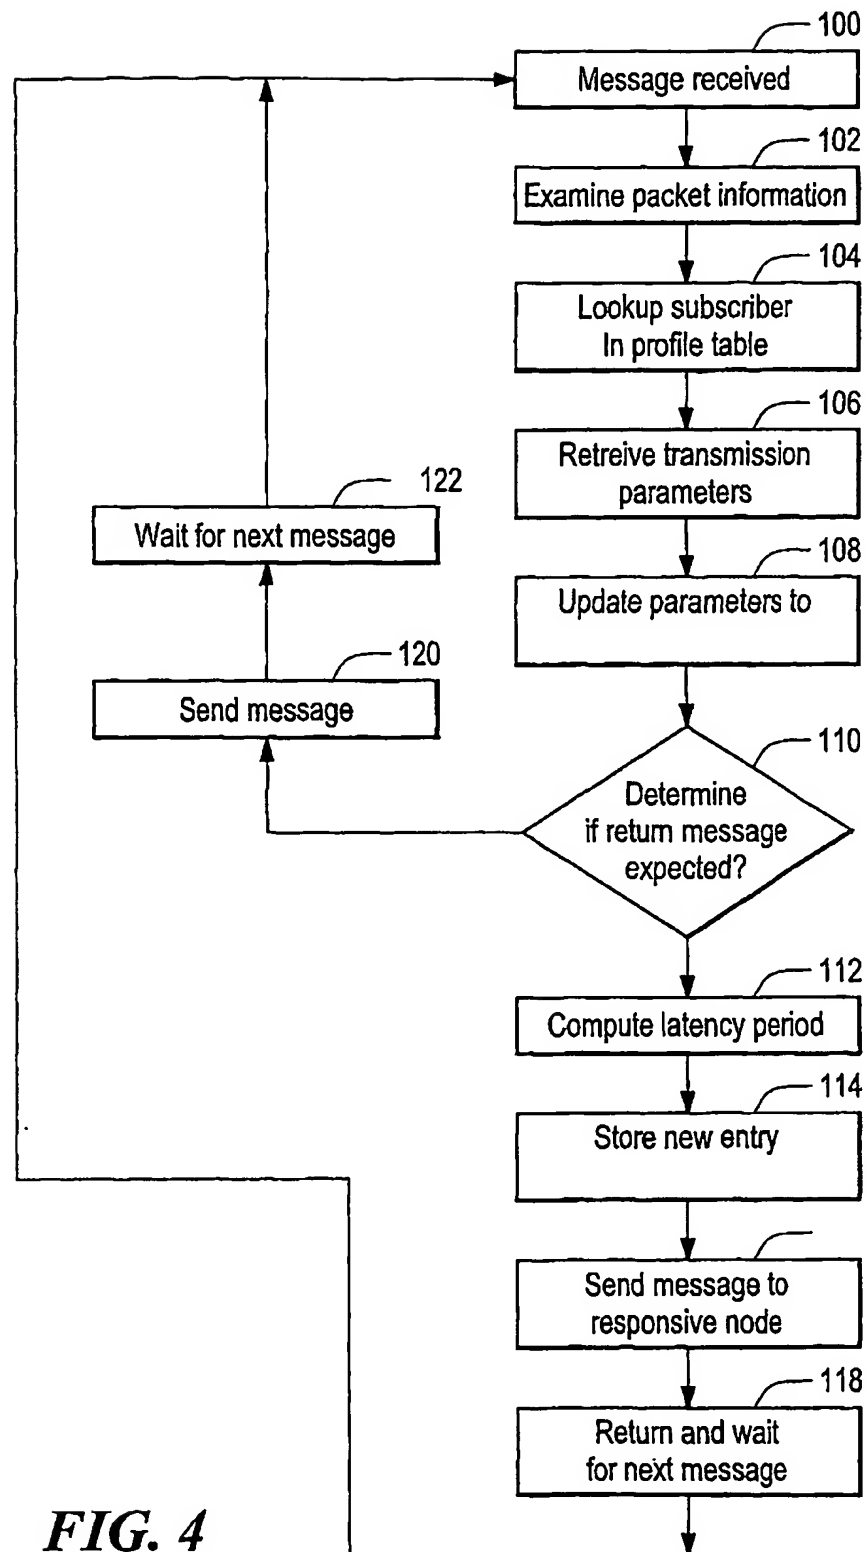 100
Message received
102
Examine packet information
104
Lookup subscriber
In profile table
106
Retreive transmission
parameters
108
Update parameters to
110
Determine
if return message
expected?
112
Compute latency period
114
Store new entry
Send message to
responsive node
118
Return and wait
for next message
122
Wait for next message
120
Send message
FIG. 4